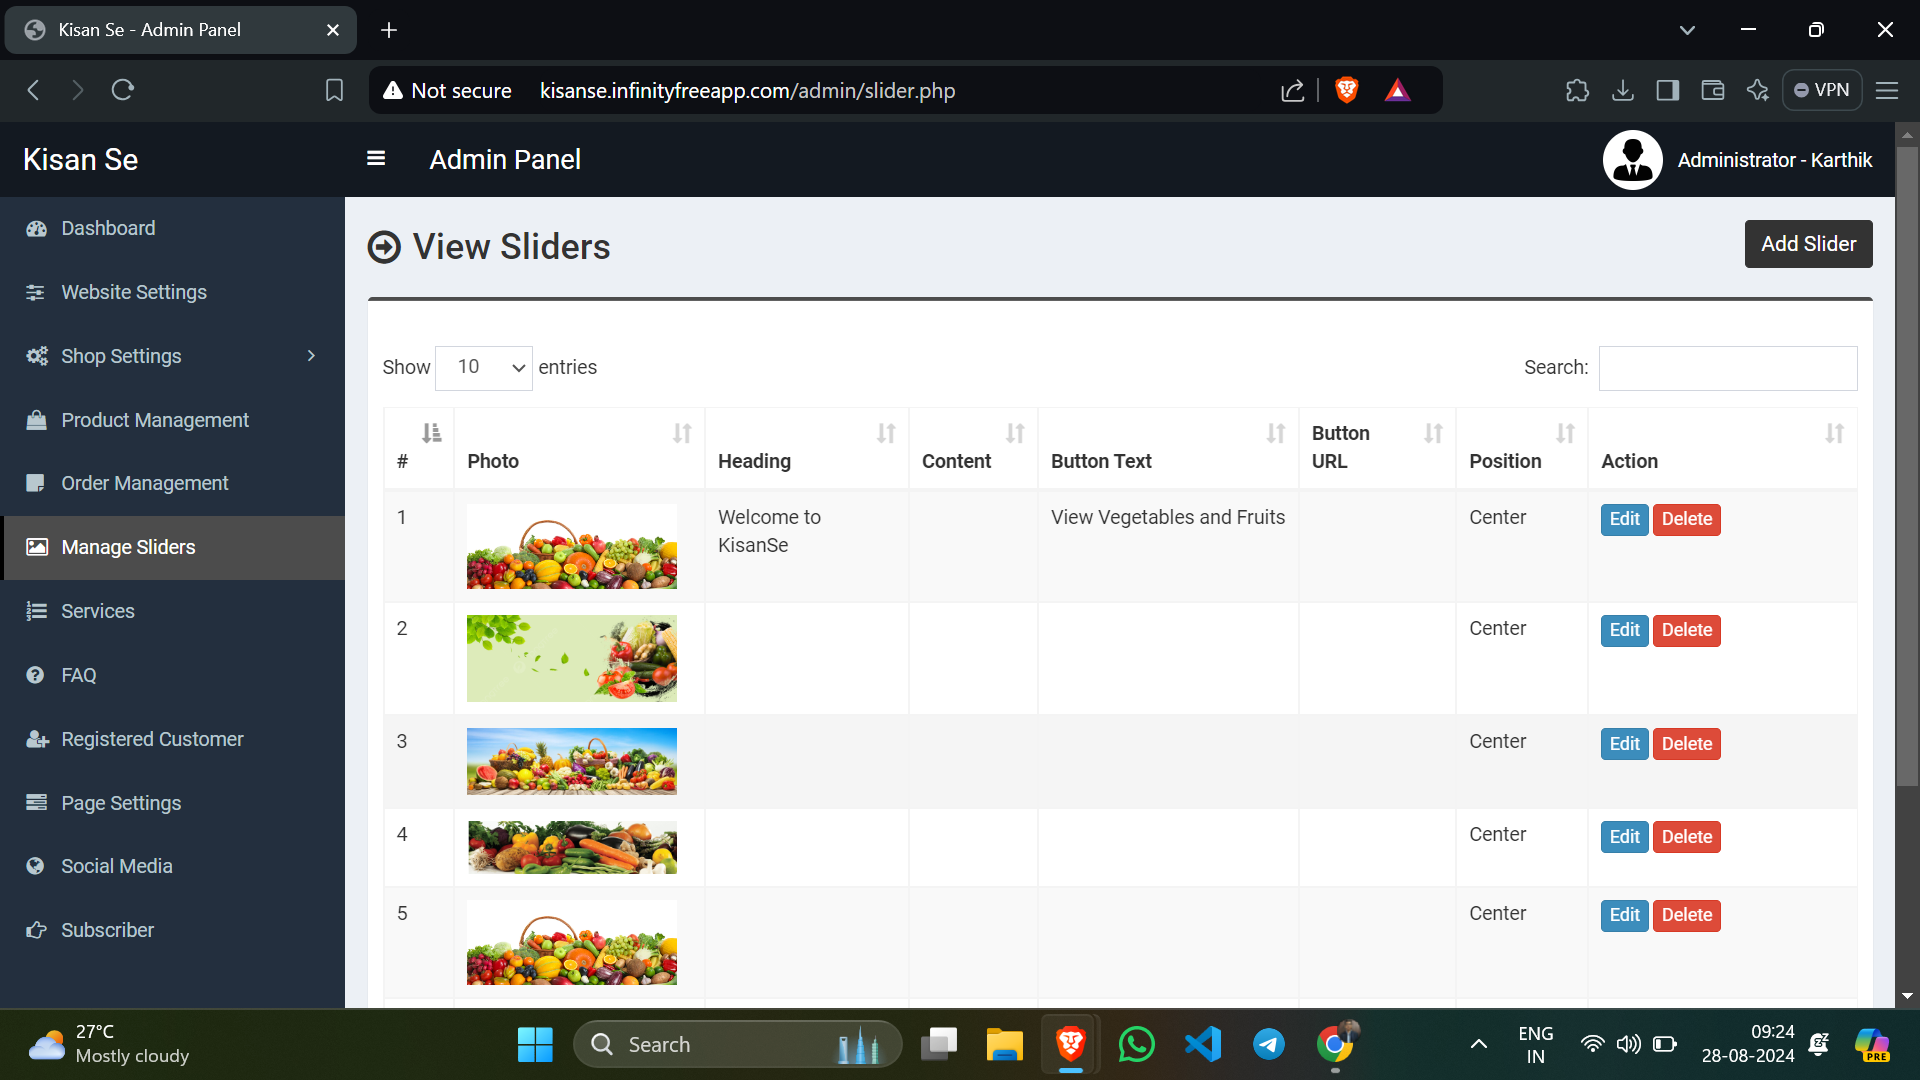 Kisan Se - Admin Panel
Not secure kisanse.infinityfreeapp.com/admin/slider.php
VPN
Kisan Se
Admin Panel
Administrator - Karthik
Dashboard
Website Settings
Shop Settings
Product Management
Order Management
Manage Sliders
Services
FAQ
Registered Customer
Page Settings
Social Media
Subscriber
View Sliders
Add Slider
Show 10 entries
Search:
# Photo Heading Content Button Text Button URL Position Action
1 Welcome to KisanSe View Vegetables and Fruits Center Edit Delete
2 Center Edit Delete
3 Center Edit Delete
4 Center Edit Delete
5 Center Edit Delete
27°C
Mostly cloudy
Search
ENG
IN
09:24
28-08-2024
PRE